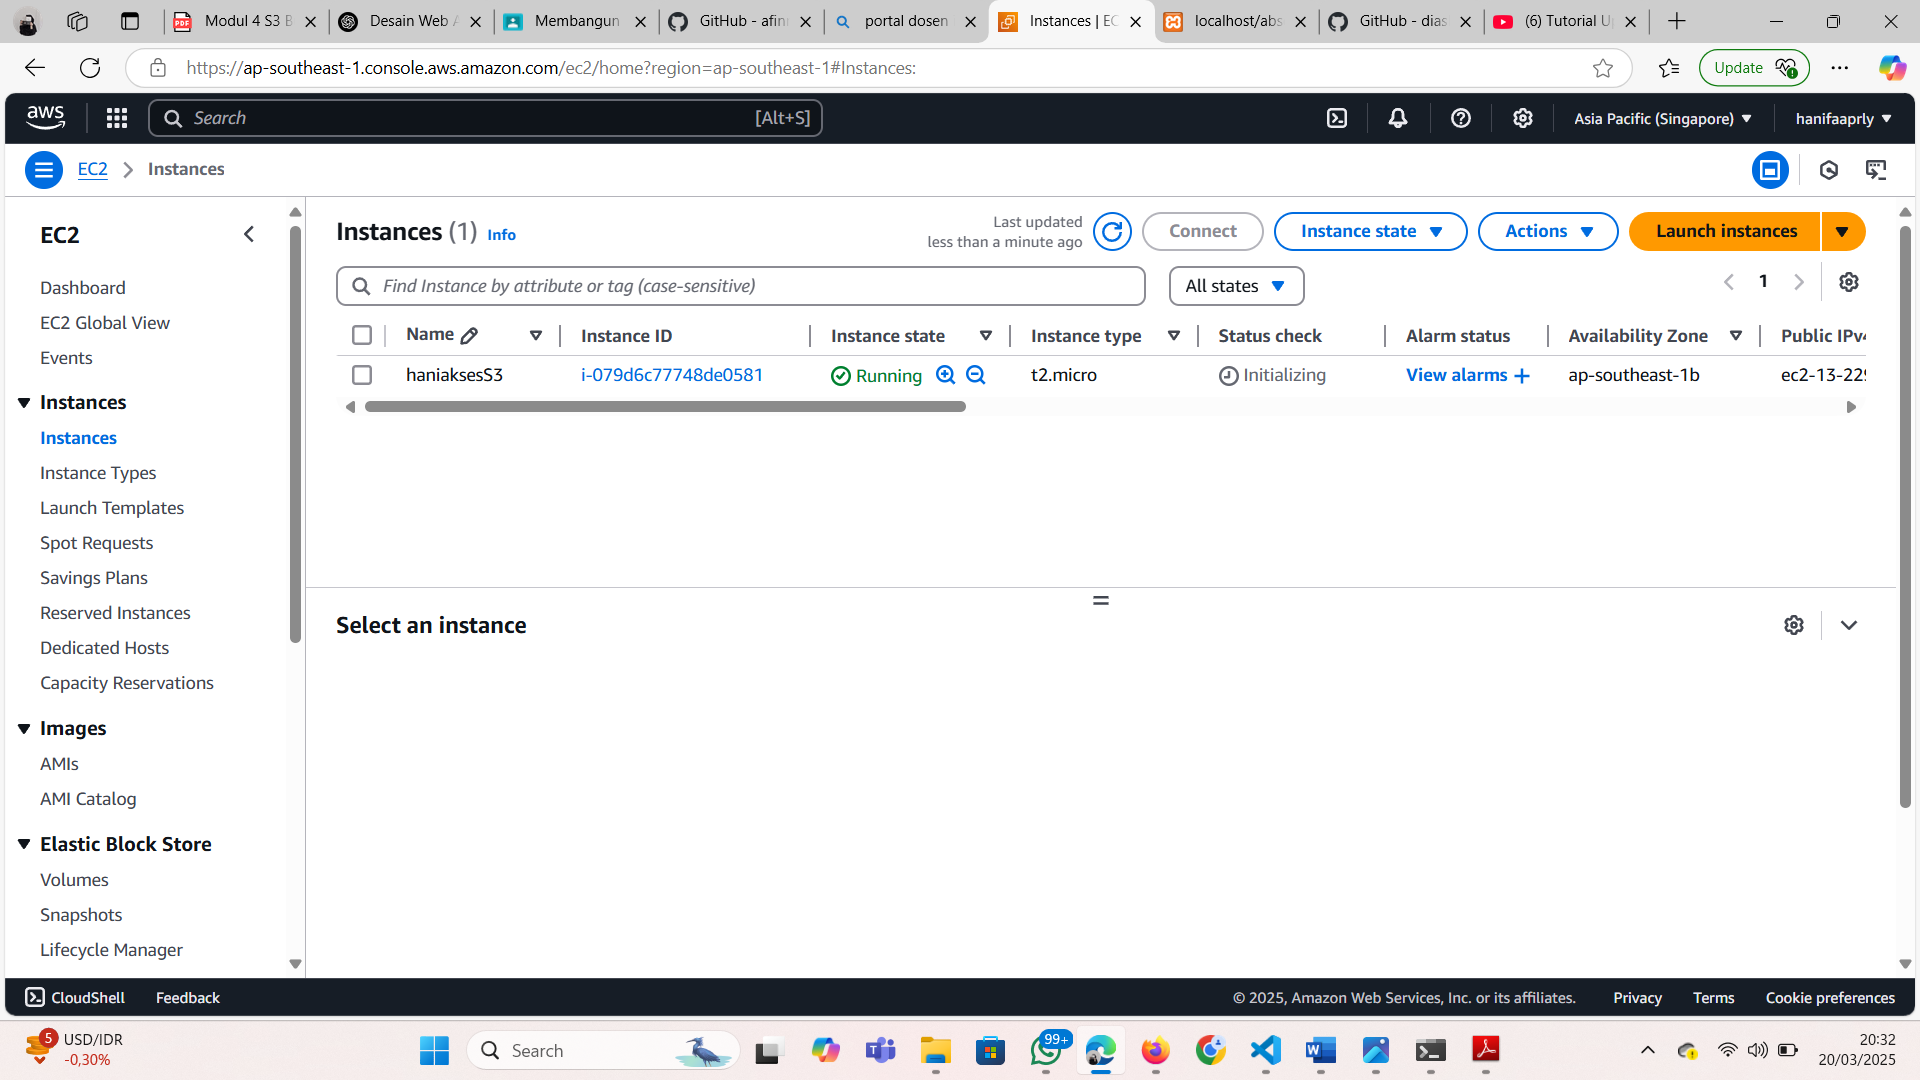 Modul 4 S3 B
Desain Web A
Membangun
GitHub - afin
portal dosen
Instances | EC
localhost/abs
GitHub - dias
(6) Tutorial U
https://ap-southeast-1.console.aws.amazon.com/ec2/home?region=ap-southeast-1#Instances:
Update
aws
Search
[Alt+S]
Asia Pacific (Singapore)
hanifaaprly
EC2
Instances
EC2
Dashboard
EC2 Global View
Events
Instances
Instances
Instance Types
Launch Templates
Spot Requests
Savings Plans
Reserved Instances
Dedicated Hosts
Capacity Reservations
Images
AMIs
AMI Catalog
Elastic Block Store
Volumes
Snapshots
Lifecycle Manager
Instances (1) Info
Last updated
less than a minute ago
Connect
Instance state
Actions
Launch instances
Find Instance by attribute or tag (case-sensitive)
All states
1
Name Instance ID Instance state Instance type Status check Alarm status Availability Zone Public IPv4
haniaksesS3 i-079d6c77748de0581 Running t2.micro Initializing View alarms + ap-southeast-1b ec2-13-229
Select an instance
CloudShell
Feedback
© 2025, Amazon Web Services, Inc. or its affiliates.
Privacy
Terms
Cookie preferences
5
USD/IDR
-0,30%
Search
99+
20:32
20/03/2025